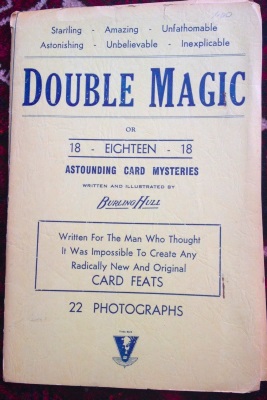 Startling - Amazing - Unfathomable
Astonishing - Unbelievable - Inexplicable
DOUBLE MAGIC
OR
18 - EIGHTEEN - 18
ASTOUNDING CARD MYSTERIES
WRITTEN AND ILLUSTRATED BY
BURLING HULL
Written For The Man Who Thought
It Was Impossible To Create Any
Radically New And Original
CARD FEATS
22 PHOTOGRAPHS